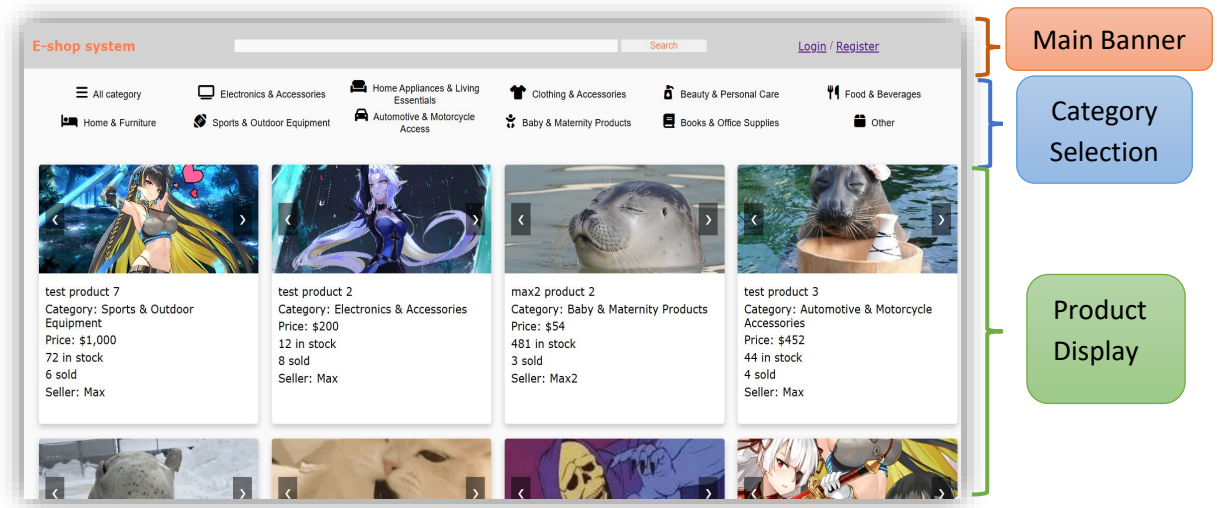 E-shop system
Search
Login / Register
Main Banner
All category
Electronics & Accessories
Home Appliances & Living
Essentials
Clothing & Accessories
Beauty & Personal Care
Food & Beverages
Home & Furniture
Sports & Outdoor Equipment
Automotive & Motorcycle
Access
Baby & Maternity Products
Books & Office Supplies
Other
Category
Selection
test product 7
Category: Sports & Outdoor
Equipment
Price: $1,000
72 in stock
6 sold
Seller: Max
test product 2
Category: Electronics & Accessories
Price: $200
12 in stock
8 sold
Seller: Max
max2 product 2
Category: Baby & Maternity Products
Price: $54
481 in stock
3 sold
Seller: Max2
test product 3
Category: Automotive & Motorcycle
Accessories
Price: $452
44 in stock
4 sold
Seller: Max
Product
Display